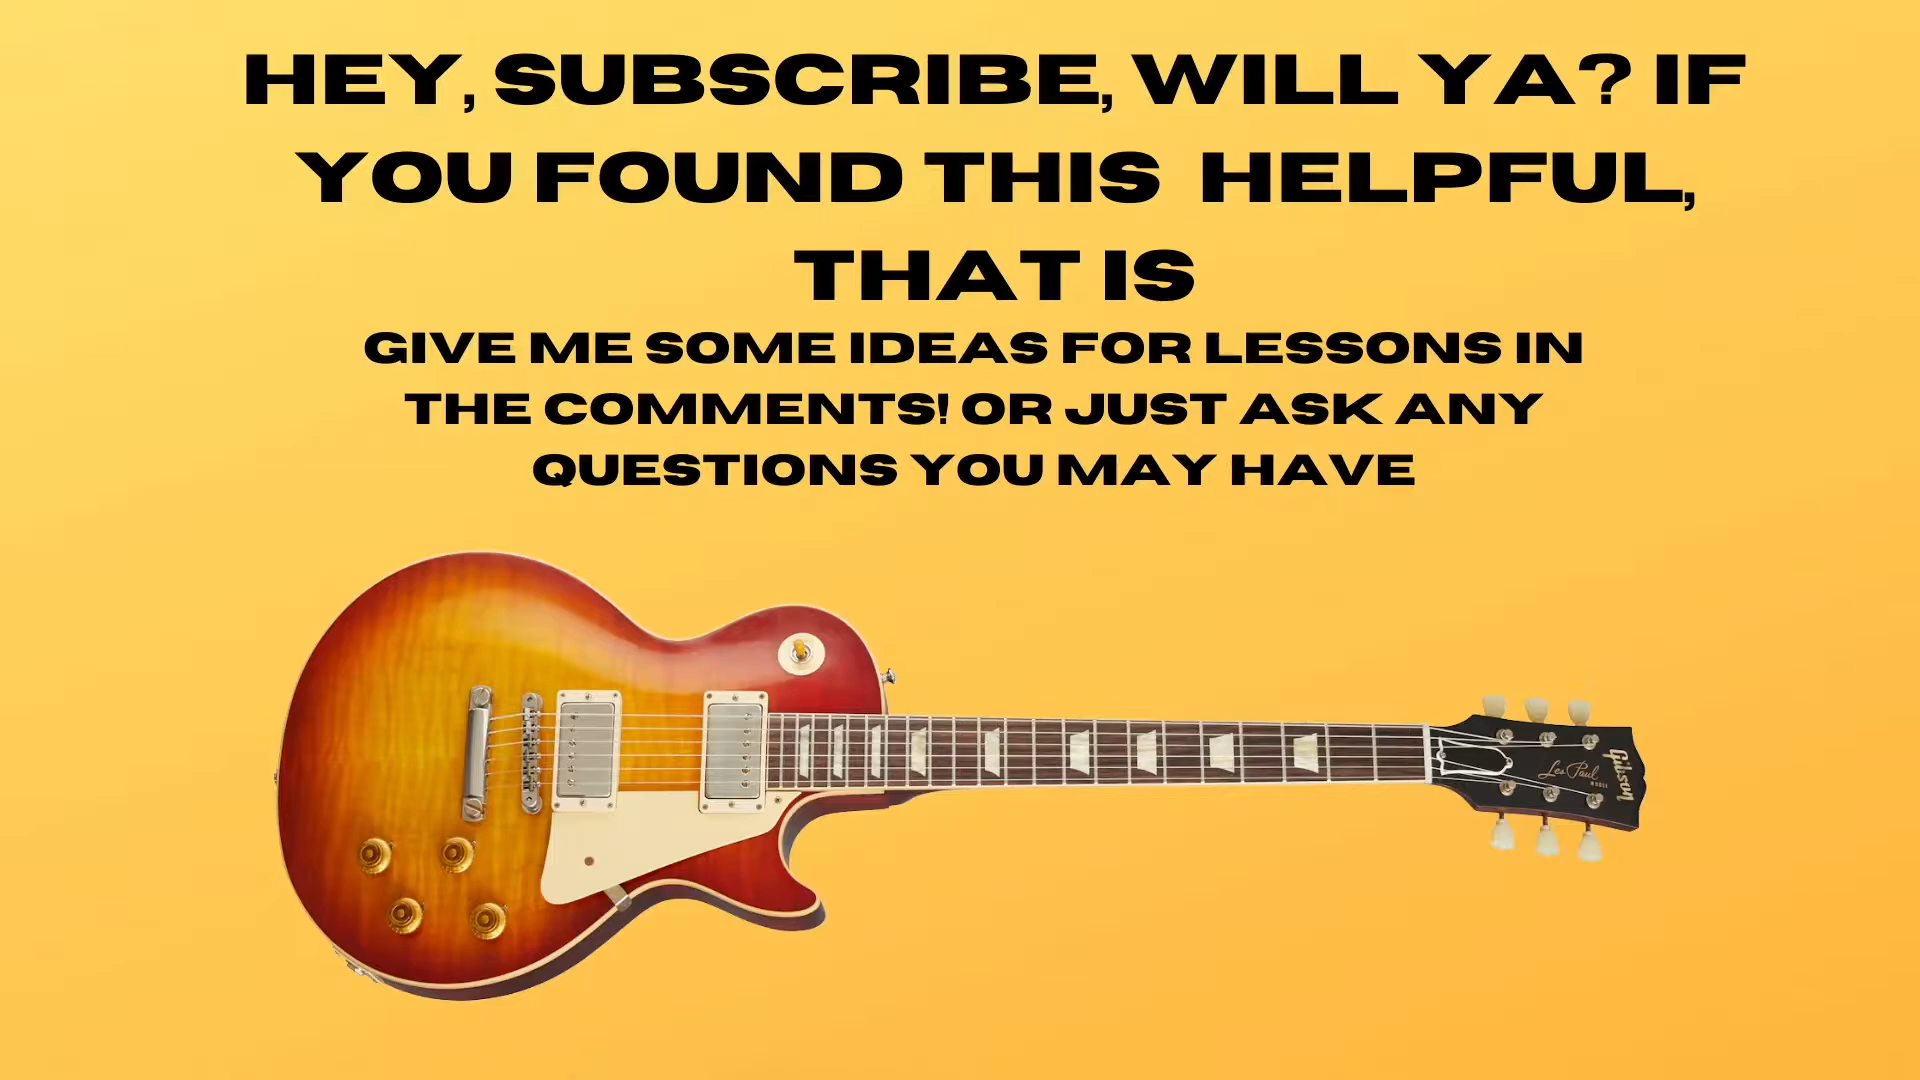 HEY, SUBSCRIBE, WILL YA? IF
YOU FOUND THIS HELPFUL,
THAT IS
GIVE ME SOME IDEAS FOR LESSONS IN
THE COMMENTS! OR JUST ASK ANY
QUESTIONS YOU MAY HAVE
Gibson
Les Paul